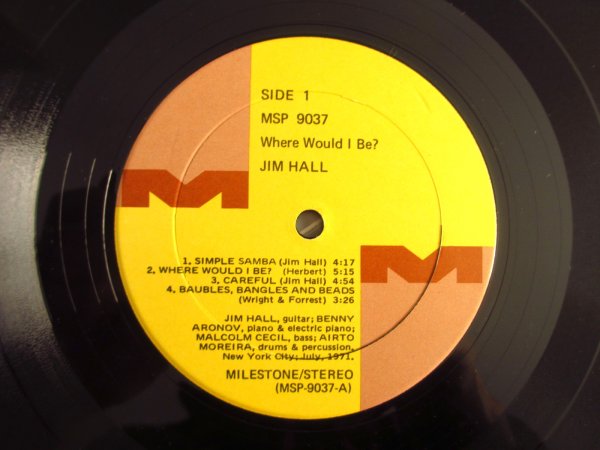 SIDE 1
MSP 9037
Where Would I Be?
JIM HALL
M
M
1. SIMPLE SAMBA (Jim Hall) 4:17
2. WHERE WOULD I BE? (Herbert) 5:15
3. CAREFUL (Jim Hall) 4:54
4. BAUBLES, BANGLES AND BEADS
(Wright & Forrest) 3:26
JIM HALL, guitar; BENNY
ARONOV, piano & electric piano;
MALCOLM CECIL, bass; AIRTO
MOREIRA, drums & percussion.
New York City; July, 1971.
MILESTONE/STEREO
(MSP-9037-A)